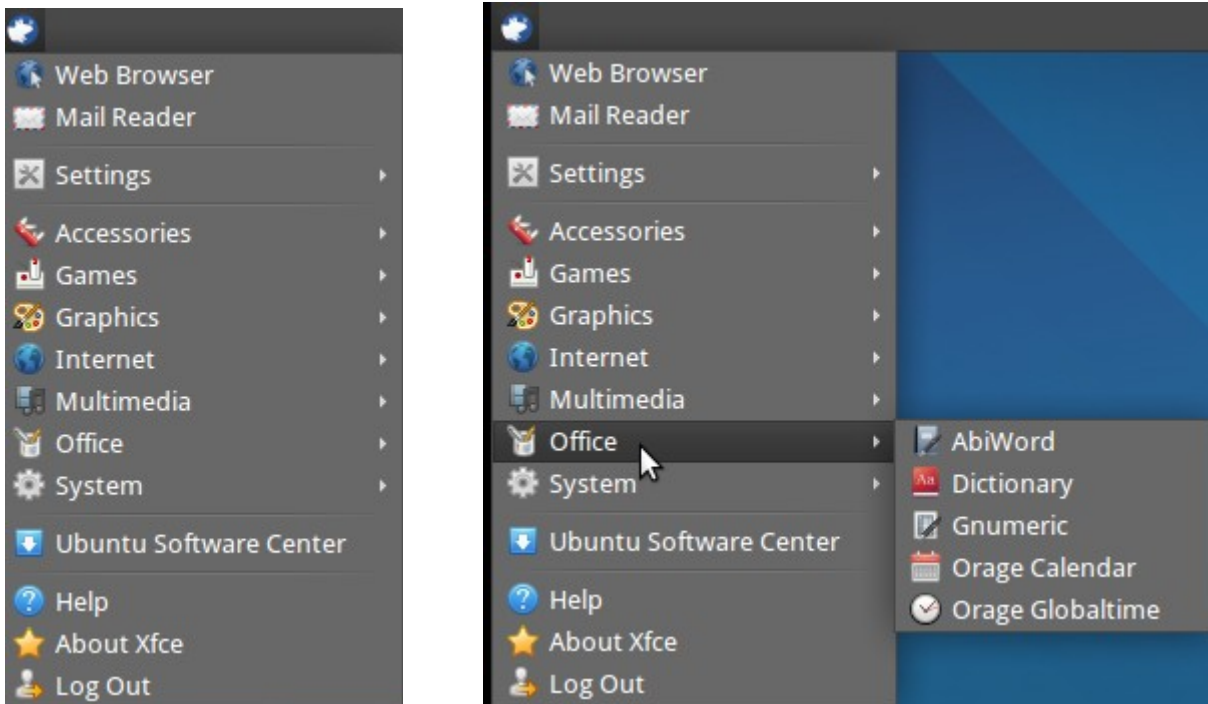 Web Browser
Mail Reader
Settings
Accessories
Games
Graphics
Internet
Multimedia
Office
System
Ubuntu Software Center
Help
About Xfce
Log Out
Web Browser
Mail Reader
Settings
Accessories
Games
Graphics
Internet
Multimedia
Office
System
Ubuntu Software Center
Help
About Xfce
Log Out
AbiWord
Aa
Dictionary
Gnumeric
Orage Calendar
Orage Globaltime